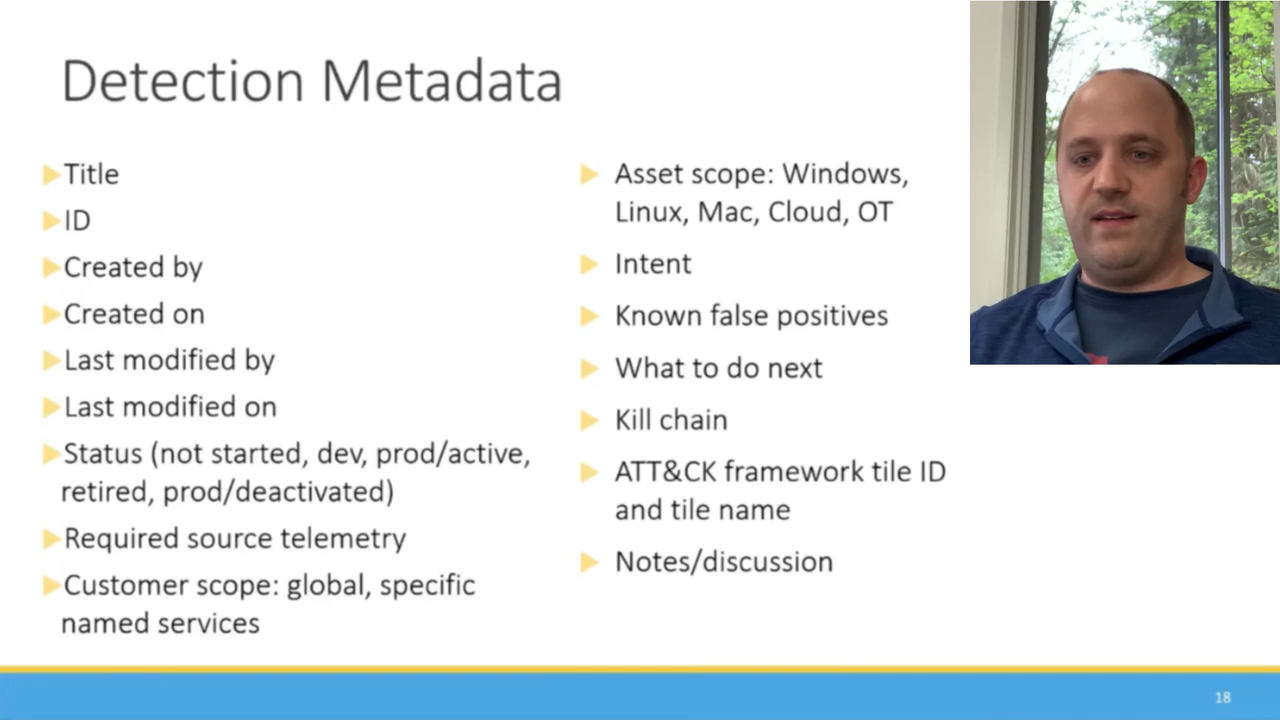 Detection Metadata
Title
ID
Created by
Created on
Last modified by
Last modified on
Status (not started, dev, prod/active,
retired, prod/deactivated)
Required source telemetry
Customer scope: global, specific
named services
Asset scope: Windows,
Linux, Mac, Cloud, OT
Intent
Known false positives
What to do next
Kill chain
ATT&CK framework tile ID
and tile name
Notes/discussion
18